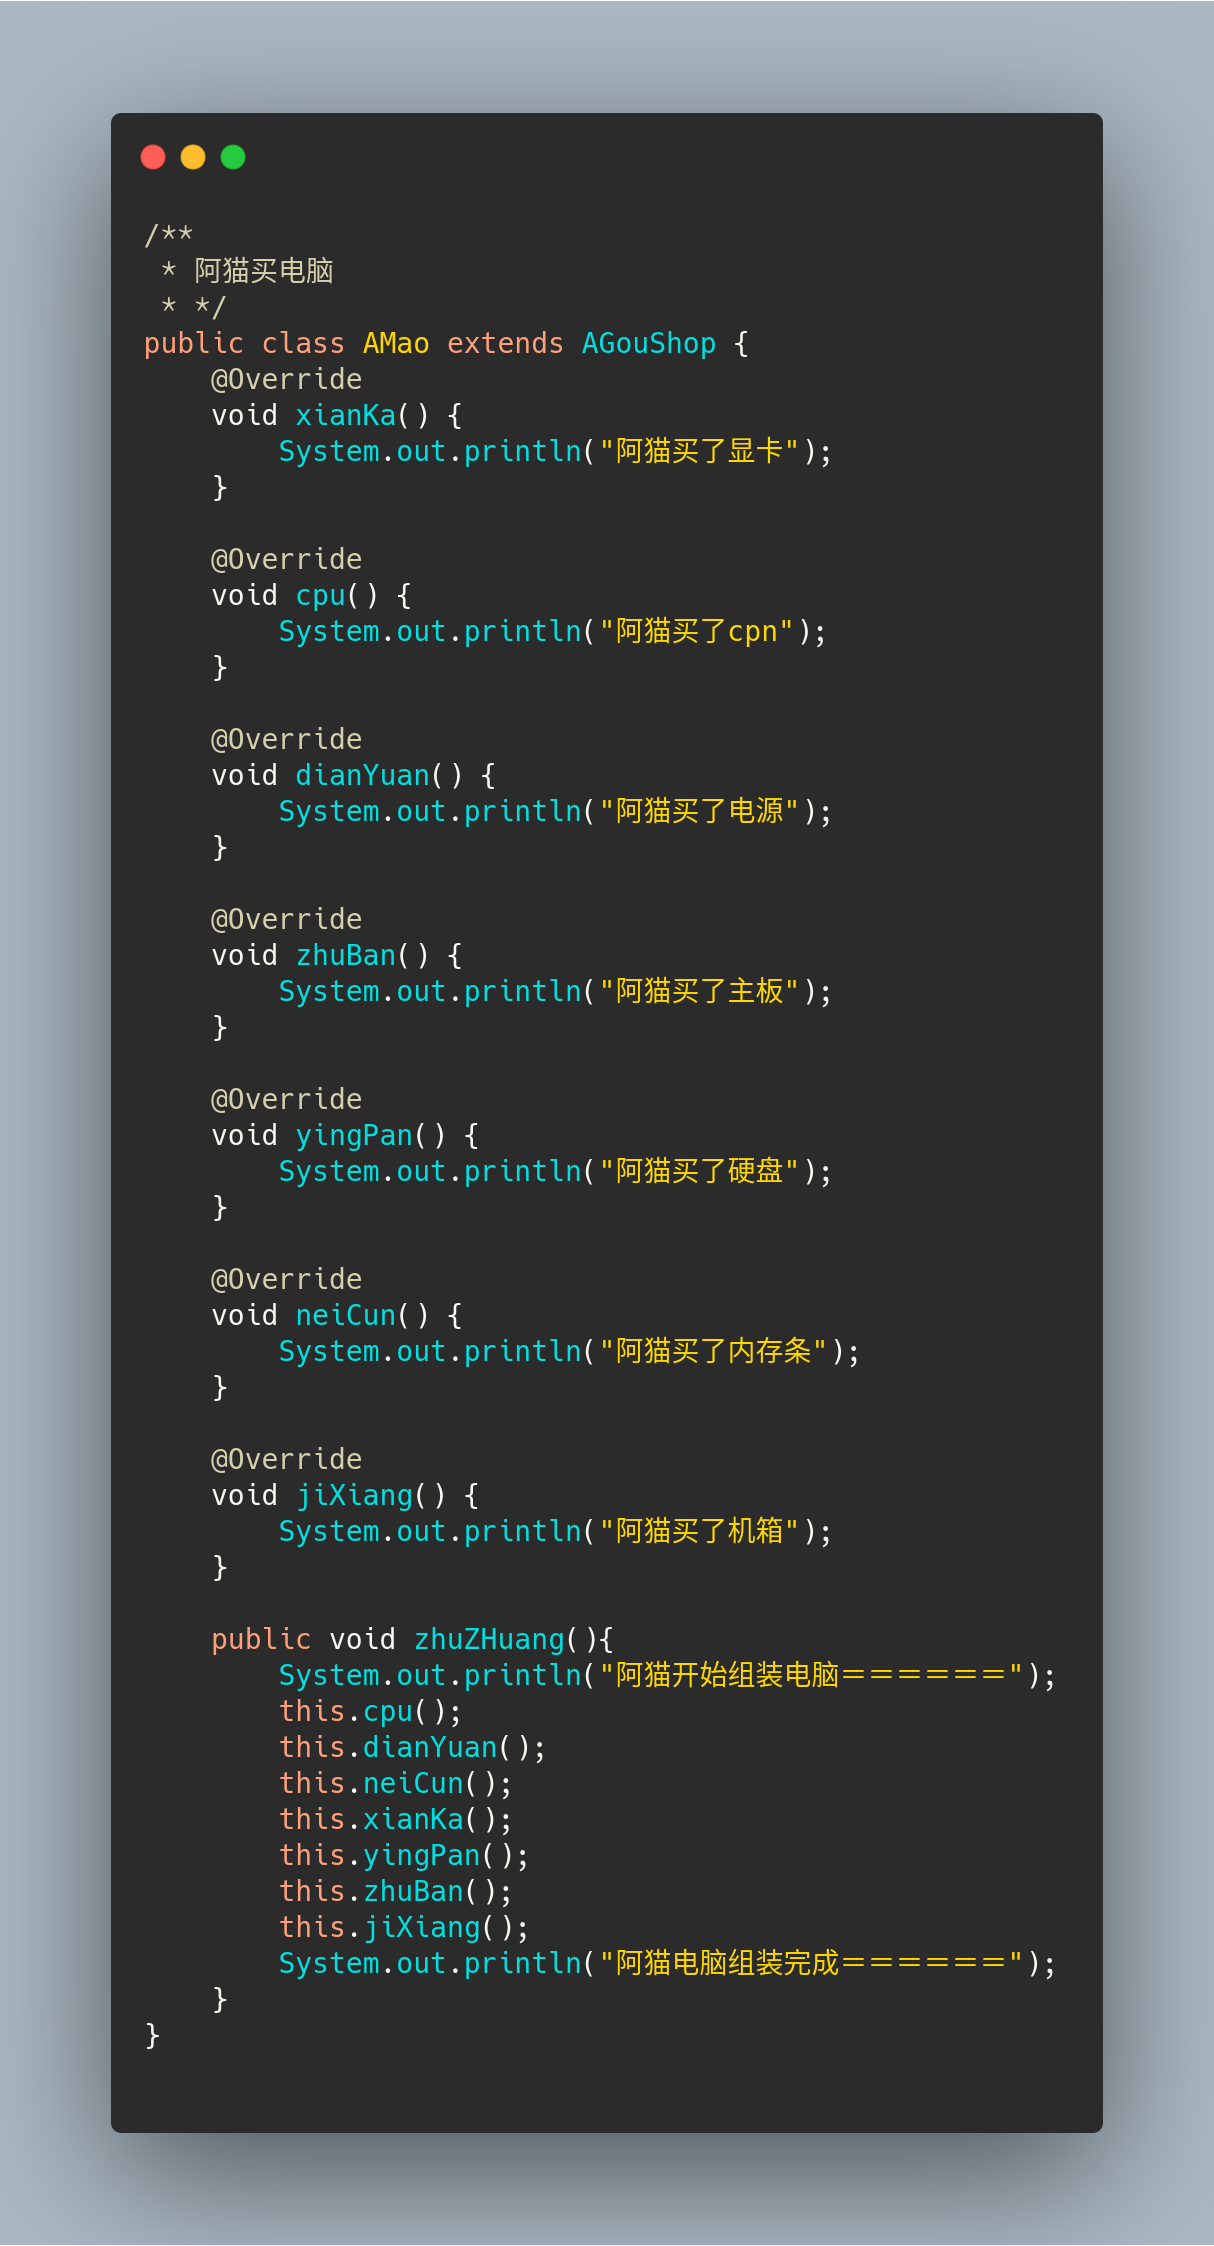 /**
 * 阿猫买电脑
 * */
public class AMao extends AGouShop {
    @Override
    void xianKa() {
        System.out.println("阿猫买了显卡");
    }

    @Override
    void cpu() {
        System.out.println("阿猫买了cpn");
    }

    @Override
    void dianYuan() {
        System.out.println("阿猫买了电源");
    }

    @Override
    void zhuBan() {
        System.out.println("阿猫买了主板");
    }

    @Override
    void yingPan() {
        System.out.println("阿猫买了硬盘");
    }

    @Override
    void neiCun() {
        System.out.println("阿猫买了内存条");
    }

    @Override
    void jiXiang() {
        System.out.println("阿猫买了机箱");
    }

    public void zhuZHuang(){
        System.out.println("阿猫开始组装电脑＝＝＝＝＝＝");
        this.cpu();
        this.dianYuan();
        this.neiCun();
        this.xianKa();
        this.yingPan();
        this.zhuBan();
        this.jiXiang();
        System.out.println("阿猫电脑组装完成＝＝＝＝＝＝");
    }
}